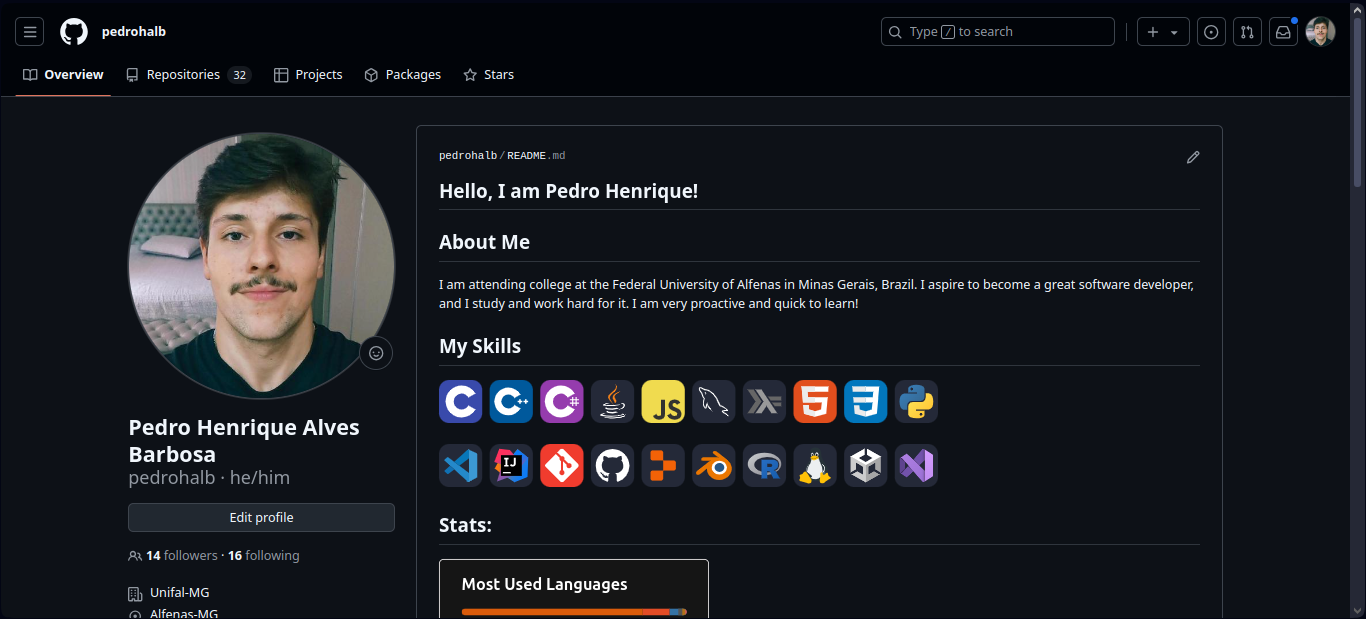 pedrohalb
Type / to search
Overview
Repositories 32
Projects
Packages
Stars
pedrohalb/README.md
Hello, I am Pedro Henrique!
About Me
I am attending college at the Federal University of Alfenas in Minas Gerais, Brazil. I aspire to become a great software developer,
and I study and work hard for it. I am very proactive and quick to learn!
My Skills
C
C++
C#
JS
5
3
IJ
R
Stats:
Most Used Languages
Pedro Henrique Alves
Barbosa
pedrohalb · he/him
Edit profile
14 followers · 16 following
Unifal-MG
Alfenas-MG